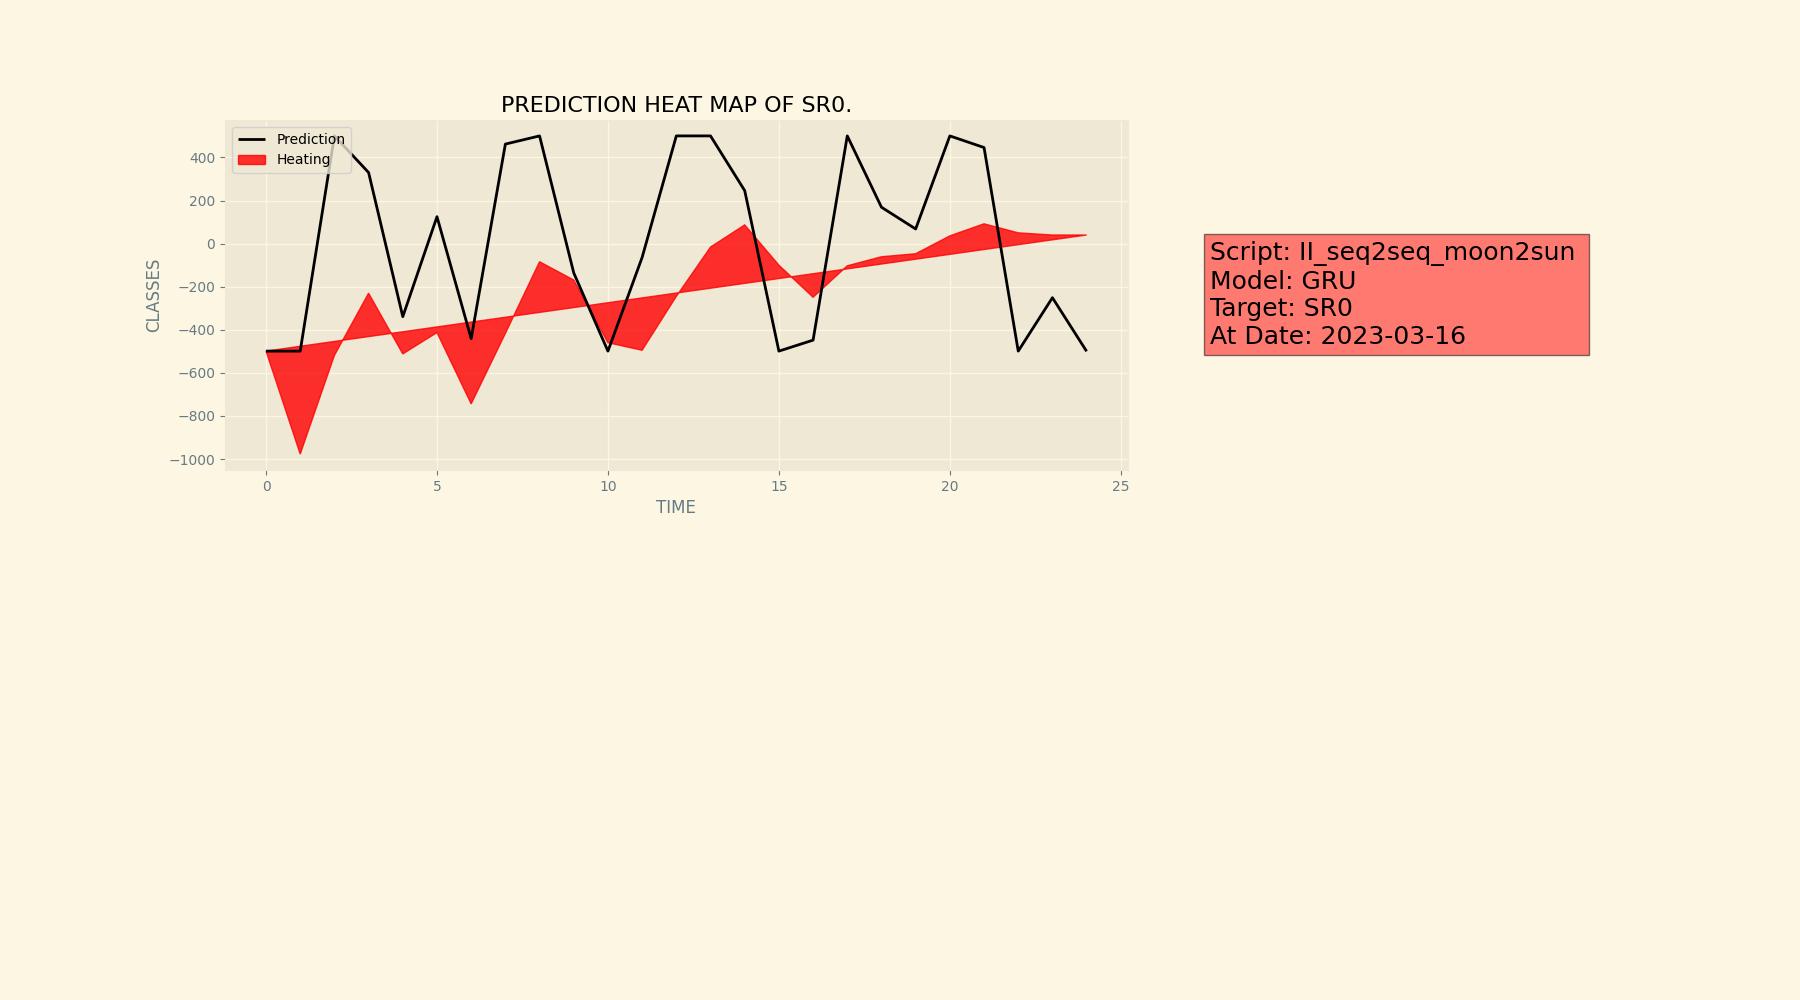 PREDICTION HEAT MAP OF SR0.
Prediction
Heating
CLASSES
400
200
0
−200
−400
−600
−800
−1000
0 5 10 15 20 25
TIME
Script: II_seq2seq_moon2sun
Model: GRU
Target: SR0
At Date: 2023-03-16